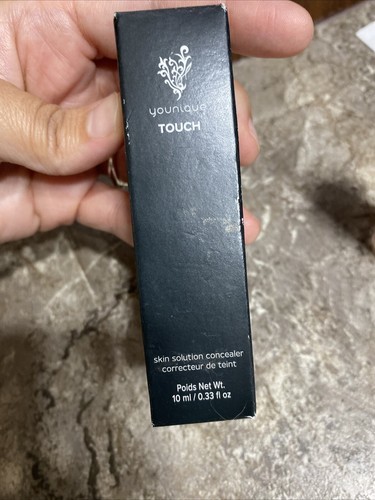 younique
TOUCH
skin solution concealer
correcteur de teint
Poids Net Wt.
10 ml / 0.33 fl oz